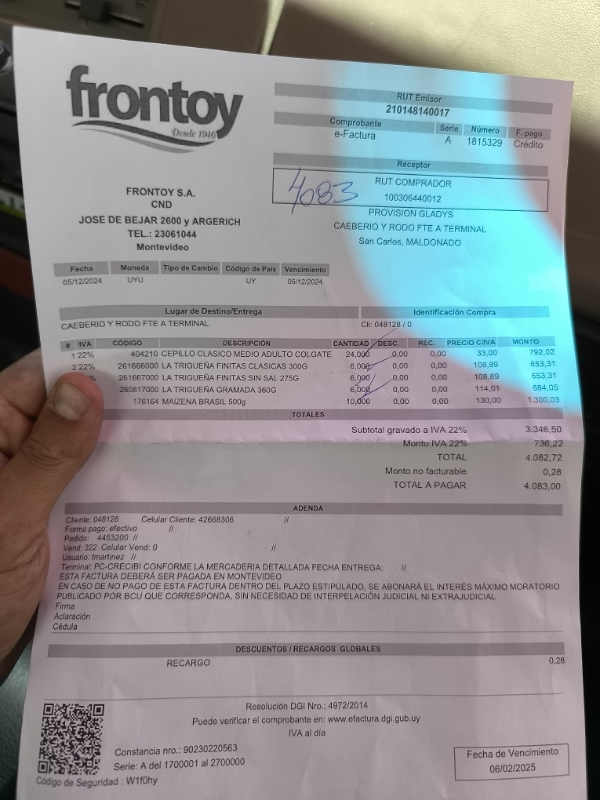 frontoy
Desde 1946
FRONTOY S.A.
CND
JOSE DE BEJAR 2600 y ARGERICH
TEL.: 23061044
Montevideo
RUT Emisor
210148140017
Comprobante Serie Número F. pago
e-Factura A 1815329 Crédito
Receptor
4083
RUT COMPRADOR
100306440012
PROVISION GLADYS
CAEBERIO Y RODO FTE A TERMINAL
San Carlos, MALDONADO
Fecha Moneda Tipo de Cambio Código de País Vencimiento
05/12/2024 UYU UY 05/12/2024
Lugar de Destino/Entrega Identificación Compra
CAEBERIO Y RODO FTE A TERMINAL Cli: 048128 / 0
# IVA CÓDIGO DESCRIPCIÓN CANTIDAD DESC. REC. PRECIO C/IVA MONTO
1 22% 404210 CEPILLO CLASICO MEDIO ADULTO COLGATE 24,000 0,00 0,00 33,00 792,02
2 22% 261666000 LA TRIGUEÑA FINITAS CLASICAS 300G 6,000 0,00 0,00 108,89 653,31
261667000 LA TRIGUEÑA FINITAS SIN SAL 275G 6,000 0,00 0,00 108,89 653,31
260817000 LA TRIGUEÑA GRAMADA 360G 6,000 0,00 0,00 114,01 684,05
176164 MAIZENA BRASIL 500g 10,000 0,00 0,00 130,00 1.300,03
TOTALES
Subtotal gravado a IVA 22% 3.346,50
Monto IVA 22% 736,22
TOTAL 4.082,72
Monto no facturable 0,28
TOTAL A PAGAR 4.083,00
ADENDA
Cliente: 048128 Celular Cliente: 42668306 //
Forma pago: efectivo //
Pedido: 4453200 //
Vend: 322 Celular Vend: 0 //
Usuario: fmartinez //
Terminal: PC-CRECIBI CONFORME LA MERCADERIA DETALLADA FECHA ENTREGA: //
ESTA FACTURA DEBERÁ SER PAGADA EN MONTEVIDEO
EN CASO DE NO PAGO DE ESTA FACTURA DENTRO DEL PLAZO ESTIPULADO, SE ABONARÁ EL INTERÉS MÁXIMO MORATORIO
PUBLICADO POR BCU QUE CORRESPONDA, SIN NECESIDAD DE INTERPELACIÓN JUDICIAL NI EXTRAJUDICIAL
Firma
Aclaración
Cédula
DESCUENTOS / RECARGOS GLOBALES
RECARGO 0,28
Resolución DGI Nro.: 4972/2014
Puede verificar el comprobante en: www.efactura.dgi.gub.uy
IVA al día
Constancia nro.: 90230220563
Serie: A del 1700001 al 2700000
Código de Seguridad : W1f0hy
Fecha de Vencimiento
06/02/2025